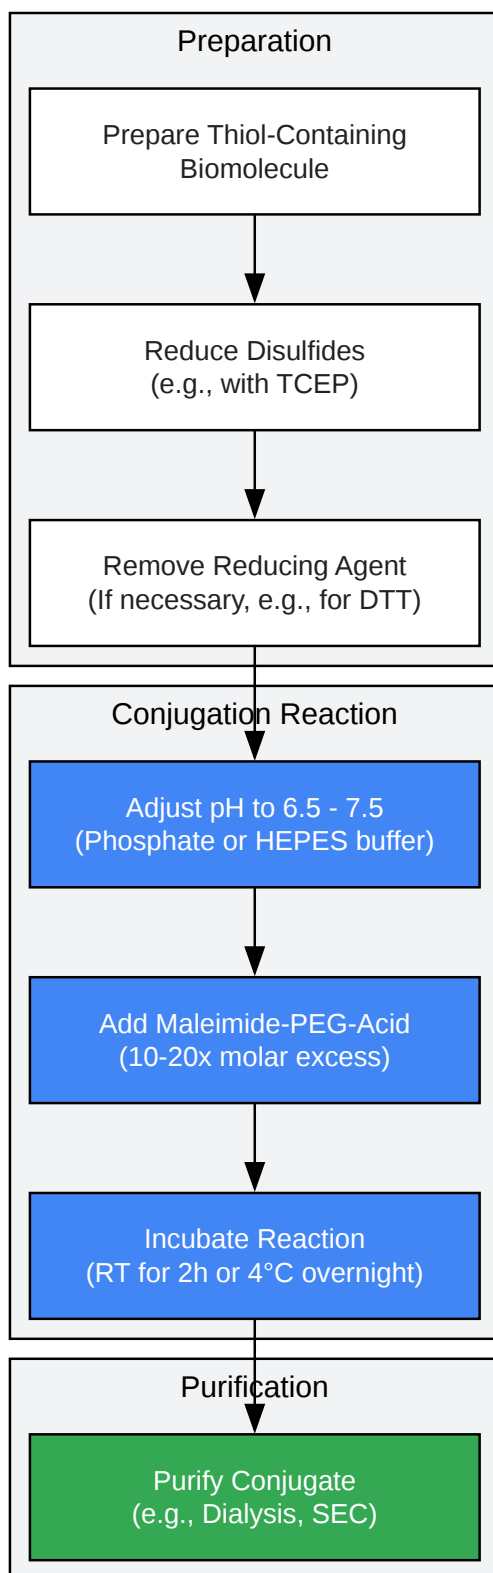 Preparation
Prepare Thiol-Containing
Biomolecule
Reduce Disulfides
(e.g., with TCEP)
Remove Reducing Agent
(If necessary, e.g., for DTT)
Conjugation Reaction
Adjust pH to 6.5 - 7.5
(Phosphate or HEPES buffer)
Add Maleimide-PEG-Acid
(10-20x molar excess)
Incubate Reaction
(RT for 2h or 4°C overnight)
Purification
Purify Conjugate
(e.g., Dialysis, SEC)